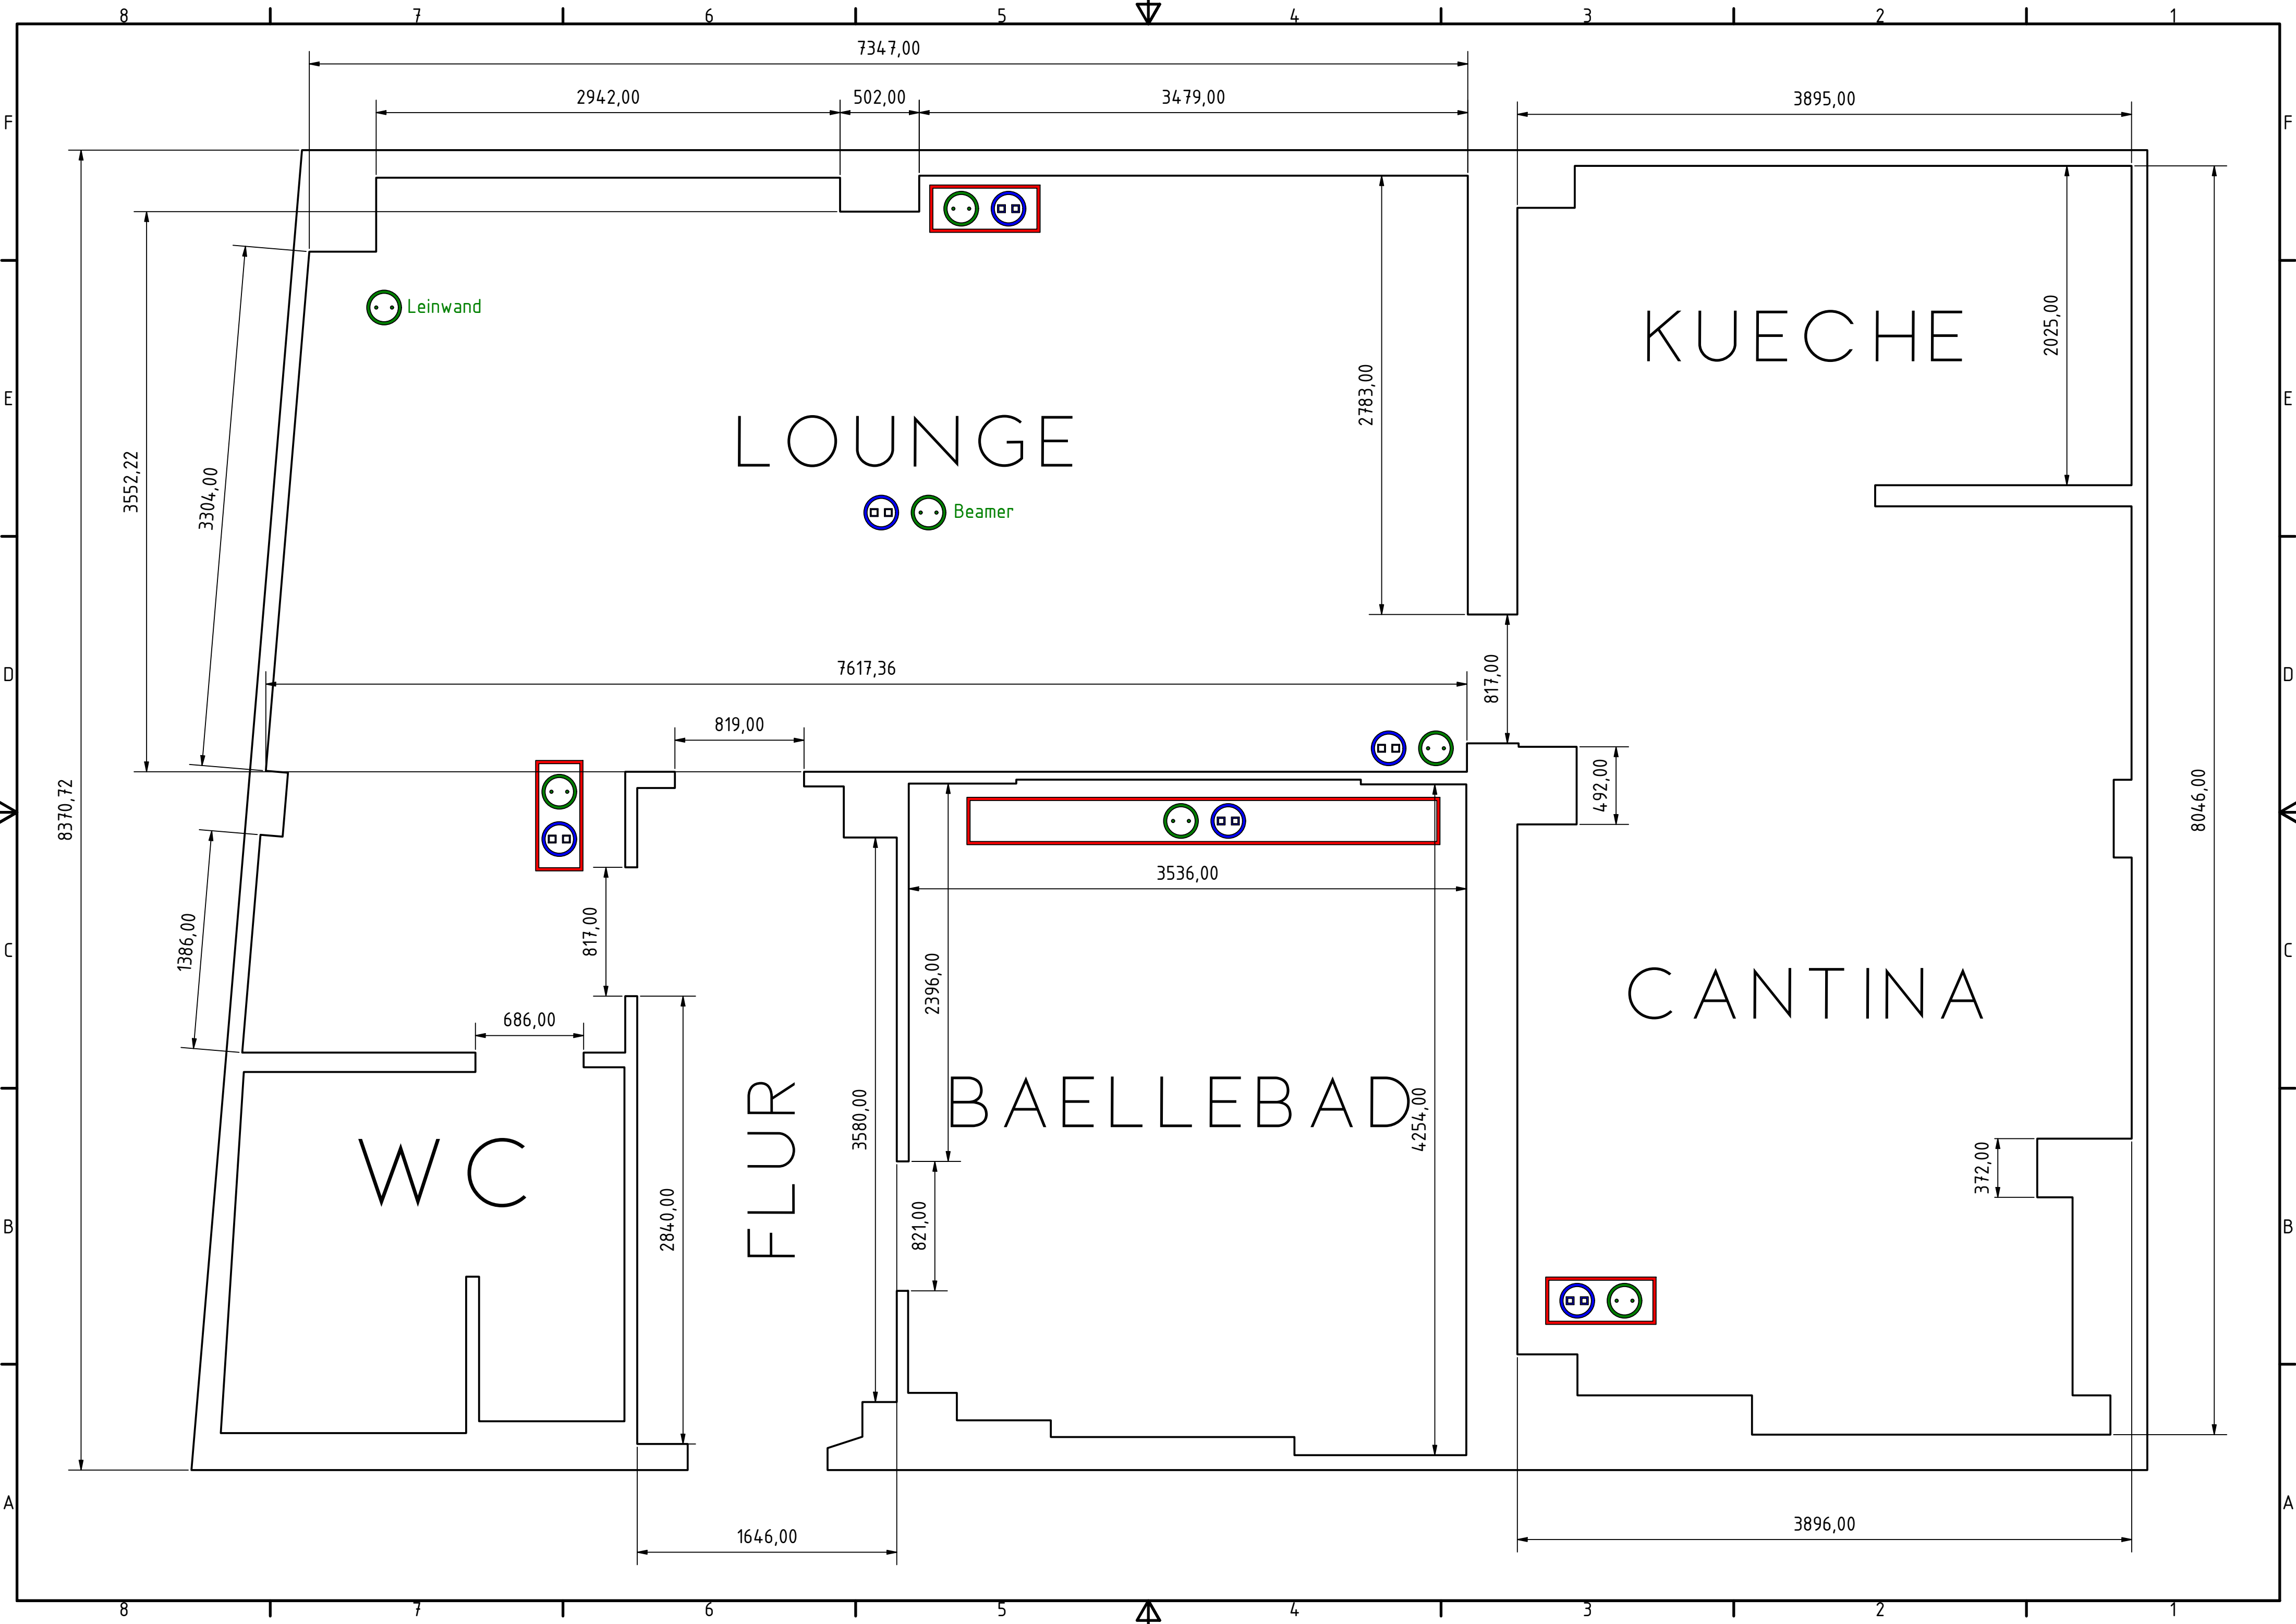 8 7 6 5 4 3 2 1
7347,00
2942,00 502,00 3479,00 3895,00
F F
Leinwand
KUECHE
2025,00
2783,00
E E
LOUNGE
3552,22
3304,00
Beamer
D D
7617,36
817,00
819,00
492,00
8370,72
8046,00
3536,00
817,00
1386,00
C C
2396,00
CANTINA
686,00
BAELLEBAD
4254,00
3580,00
WC
FLUR
372,00
2840,00
821,00
B B
A A
3896,00
1646,00
8 7 6 5 4 3 2 1